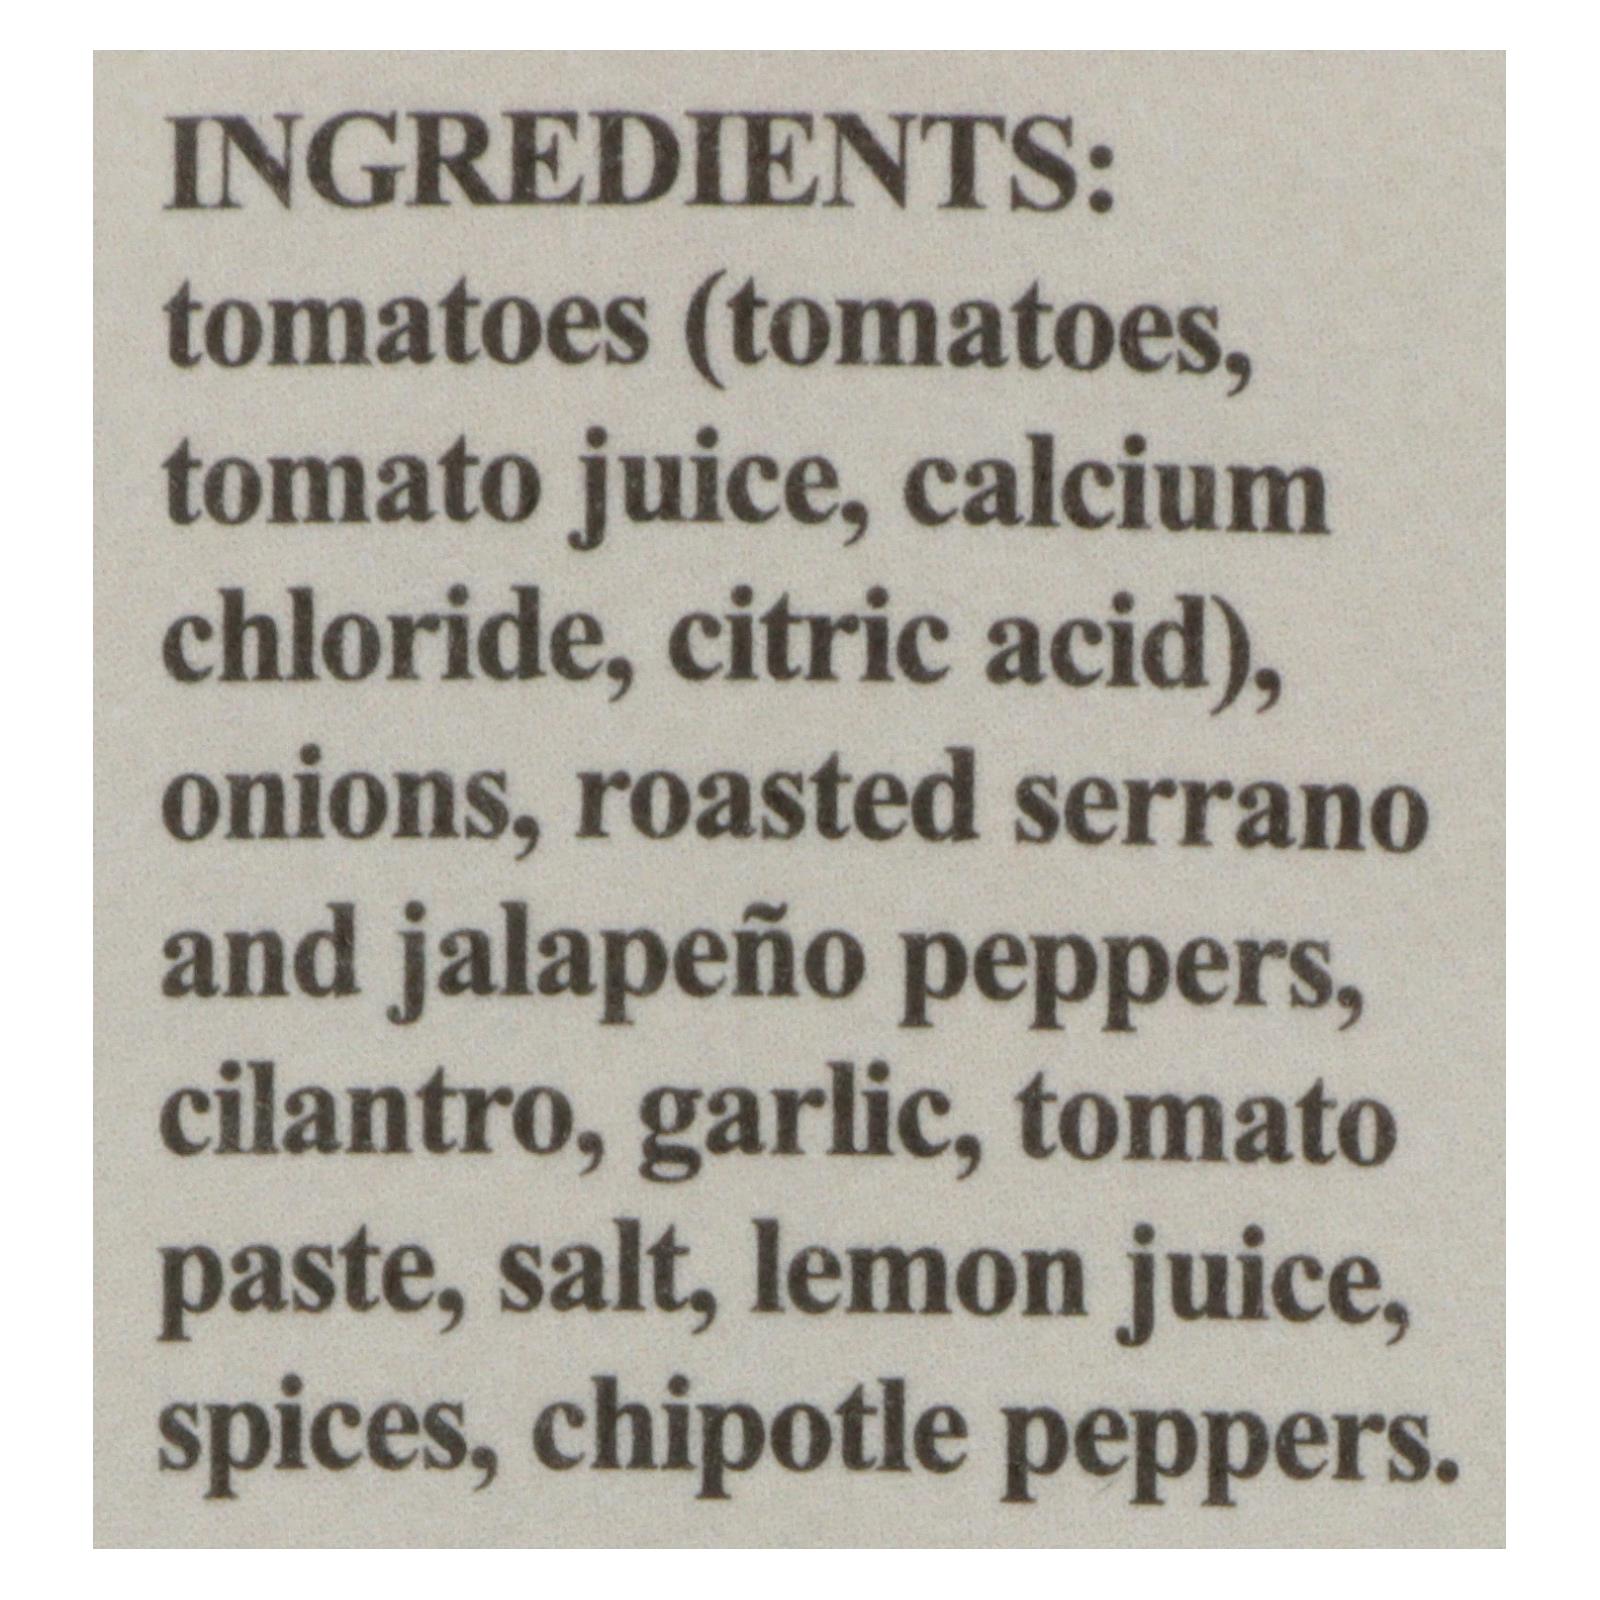 INGREDIENTS:
tomatoes (tomatoes,
tomato juice, calcium
chloride, citric acid),
onions, roasted serrano
and jalapeño peppers,
cilantro, garlic, tomato
paste, salt, lemon juice,
spices, chipotle peppers.